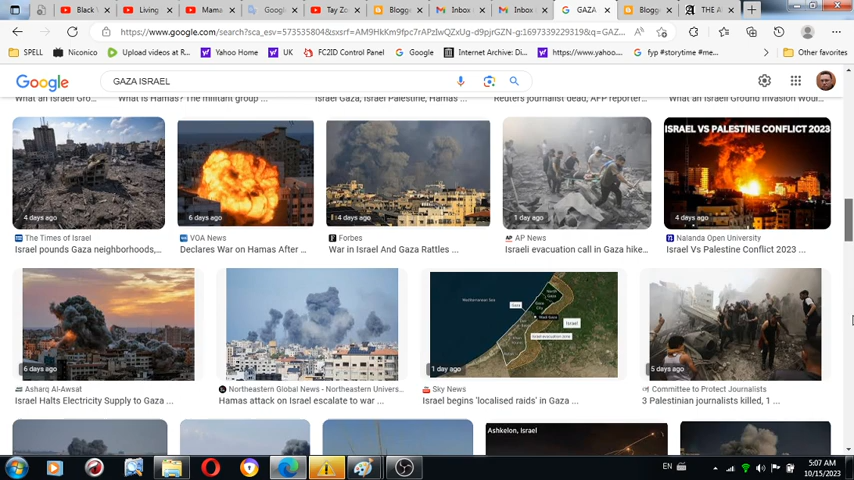 Black
Living
Mama
Googl
Tay Zo
Blogg
Inbox
Inbox
GAZA
Blogg
THE A
https://www.google.com/search?sca_esv=573535804&sxsrf=AM9HkKm9fpc7rAPzIwQZxUg-d9pjrGZN-g:1697339229319&q=GAZ...
SPELL
Niconico
Upload videos at R...
Yahoo Home
UK
FC2ID Control Panel
Google
Internet Archive: Di...
https://www.yahoo....
fyp #storytime #me...
Other favorites
Google
GAZA ISRAEL
What an Israeli Gro...
What is Hamas? The militant group ...
Israel Gaza, Israel Palestine, Hamas...
Reuters journalist dead, AFP reporter...
What an Israeli Ground Invasion Woul...
ISRAEL VS PALESTINE CONFLICT 2023
4 days ago
6 days ago
4 days ago
1 day ago
4 days ago
The Times of Israel
VOA News
Forbes
AP AP News
Nalanda Open University
Israel pounds Gaza neighborhoods,...
Declares War on Hamas After ...
War in Israel And Gaza Rattles ...
Israeli evacuation call in Gaza hike...
Israel Vs Palestine Conflict 2023 ...
Mediterranean Sea
Gaza
Israel
6 days ago
1 day ago
5 days ago
Asharq Al-Awsat
Northeastern Global News - Northeastern Univers...
Sky News
Committee to Protect Journalists
Israel Halts Electricity Supply to Gaza ...
Hamas attack on Israel escalate to war ...
Israel begins 'localised raids' in Gaza ...
3 Palestinian journalists killed, 1 ...
Ashkelon, Israel
EN
5:07 AM
10/15/2023